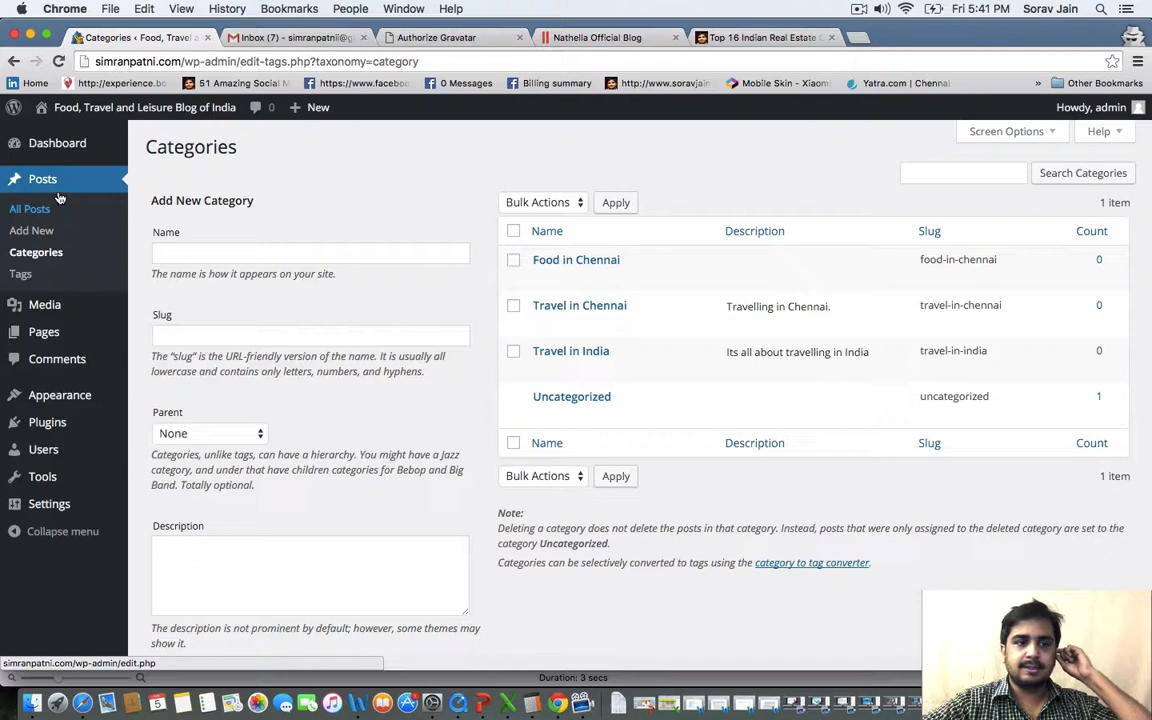 Chrome File Edit View History Bookmarks People Window Help Fri 5:41 PM Sorav Jain
Categories ‹ Food, Travel a Inbox (7) - simranpatnii@g Authorize Gravatar Nathella Official Blog Top 16 Indian Real Estate C
simranpatni.com/wp-admin/edit-tags.php?taxonomy=category
Home http://experience.bo 51 Amazing Social M https://www.faceboo 0 Messages Billing summary http://www.soravjain Mobile Skin - Xiaomi Yatra.com | Chennai » Other Bookmarks
Food, Travel and Leisure Blog of India 0 + New Howdy, admin
Screen Options Help
Dashboard
Posts
All Posts
Add New
Categories
Tags
Media
Pages
Comments
Appearance
Plugins
Users
Tools
Settings
Collapse menu
Categories
Search Categories
Add New Category
Name
The name is how it appears on your site.
Slug
The “slug” is the URL-friendly version of the name. It is usually all
lowercase and contains only letters, numbers, and hyphens.
Parent
None
Categories, unlike tags, can have a hierarchy. You might have a Jazz
category, and under that have children categories for Bebop and Big
Band. Totally optional.
Description
The description is not prominent by default; however, some themes may
show it.
Bulk Actions Apply 1 item
Name Description Slug Count
Food in Chennai food-in-chennai 0
Travel in Chennai Travelling in Chennai. travel-in-chennai 0
Travel in India Its all about travelling in India travel-in-india 0
Uncategorized uncategorized 1
Name Description Slug Count
Bulk Actions Apply 1 item
Note:
Deleting a category does not delete the posts in that category. Instead, posts that were only assigned to the deleted category are set to the
category Uncategorized.
Categories can be selectively converted to tags using the category to tag converter.
simranpatni.com/wp-admin/edit.php
Duration: 3 secs